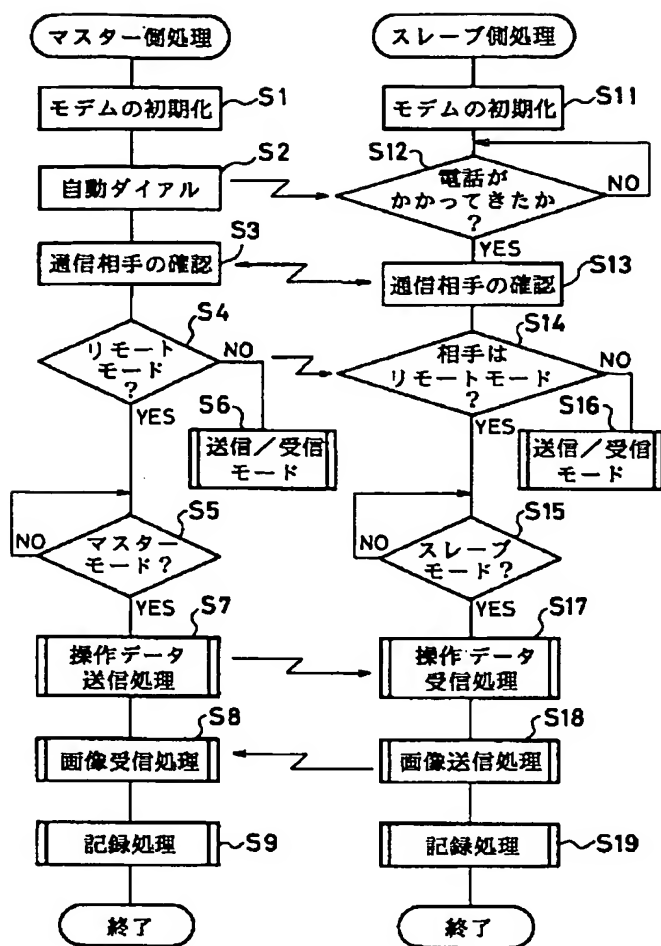 マスター側処理
モデムの初期化
S1
自動ダイアル
S2
通信相手の確認
S3
リモート
モード
?
S4
NO
YES
送信/受信
モード
S6
マスター
モード?
S5
NO
YES
操作データ
送信処理
S7
画像受信処理
S8
記録処理
S9
終了
スレーブ側処理
モデムの初期化
S11
電話が
かかってきたか
?
S12
NO
YES
通信相手の確認
S13
相手は
リモートモード
?
S14
NO
YES
送信/受信
モード
S16
スレーブ
モード?
S15
NO
YES
操作データ
受信処理
S17
画像送信処理
S18
記録処理
S19
終了